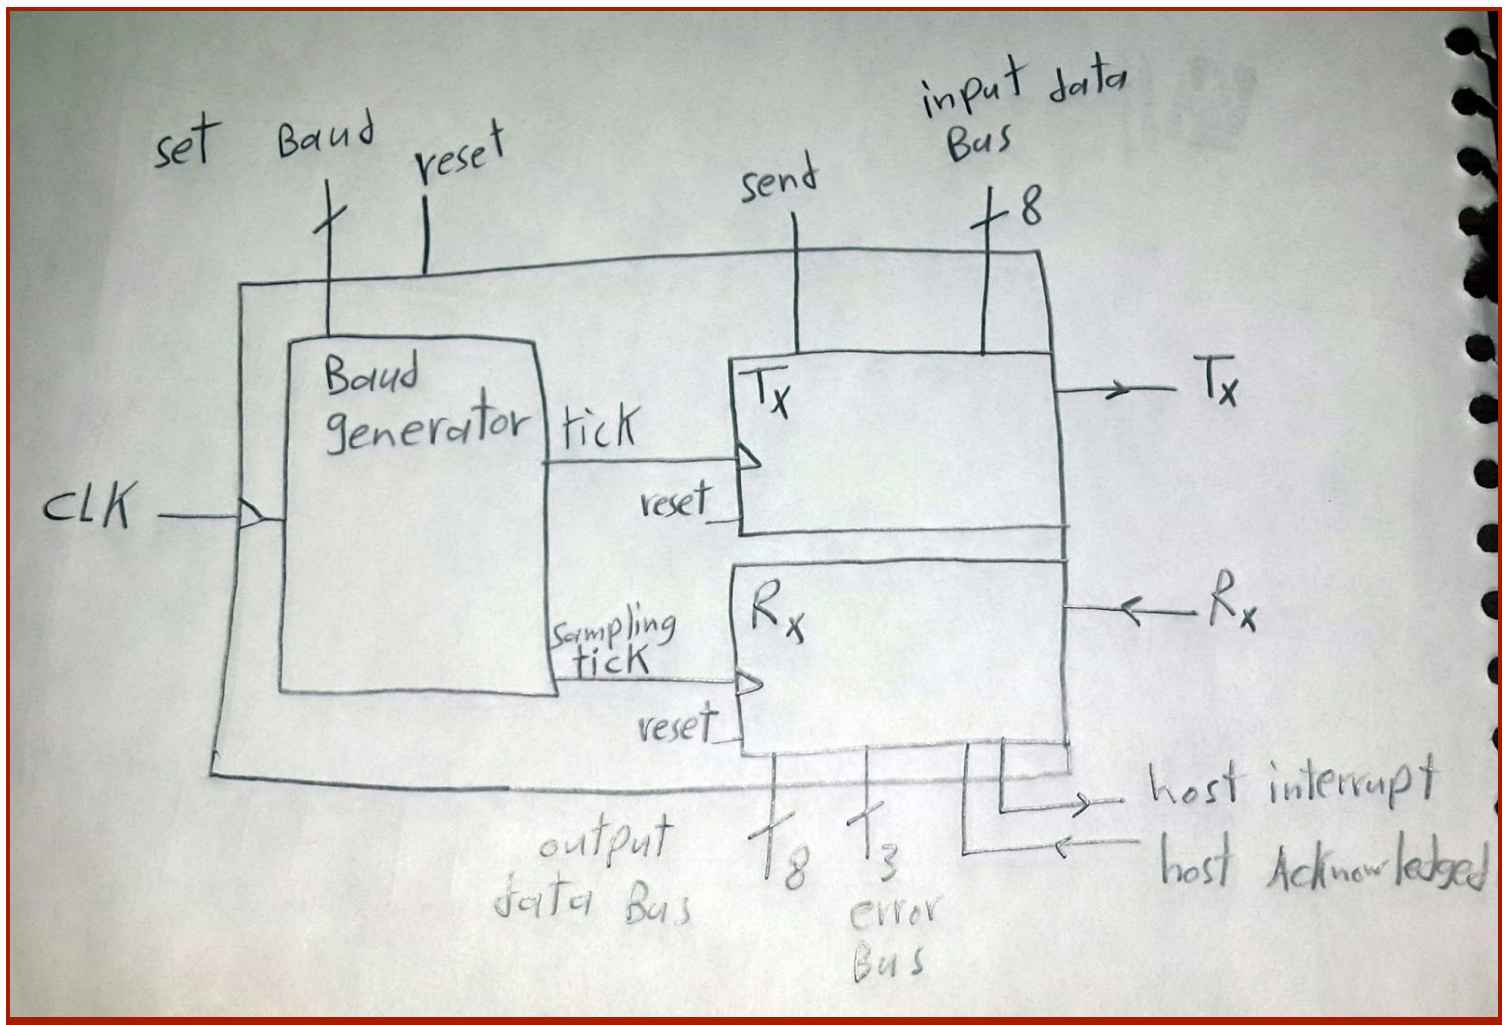 set Baud
reset
send
input data
Bus
8
Baud
generator
tick
Tx
Tx
CLK
reset
sampling
tick
Rx
Rx
reset
host interrupt
output
data Bus
8
3
error
Bus
host Acknowledged